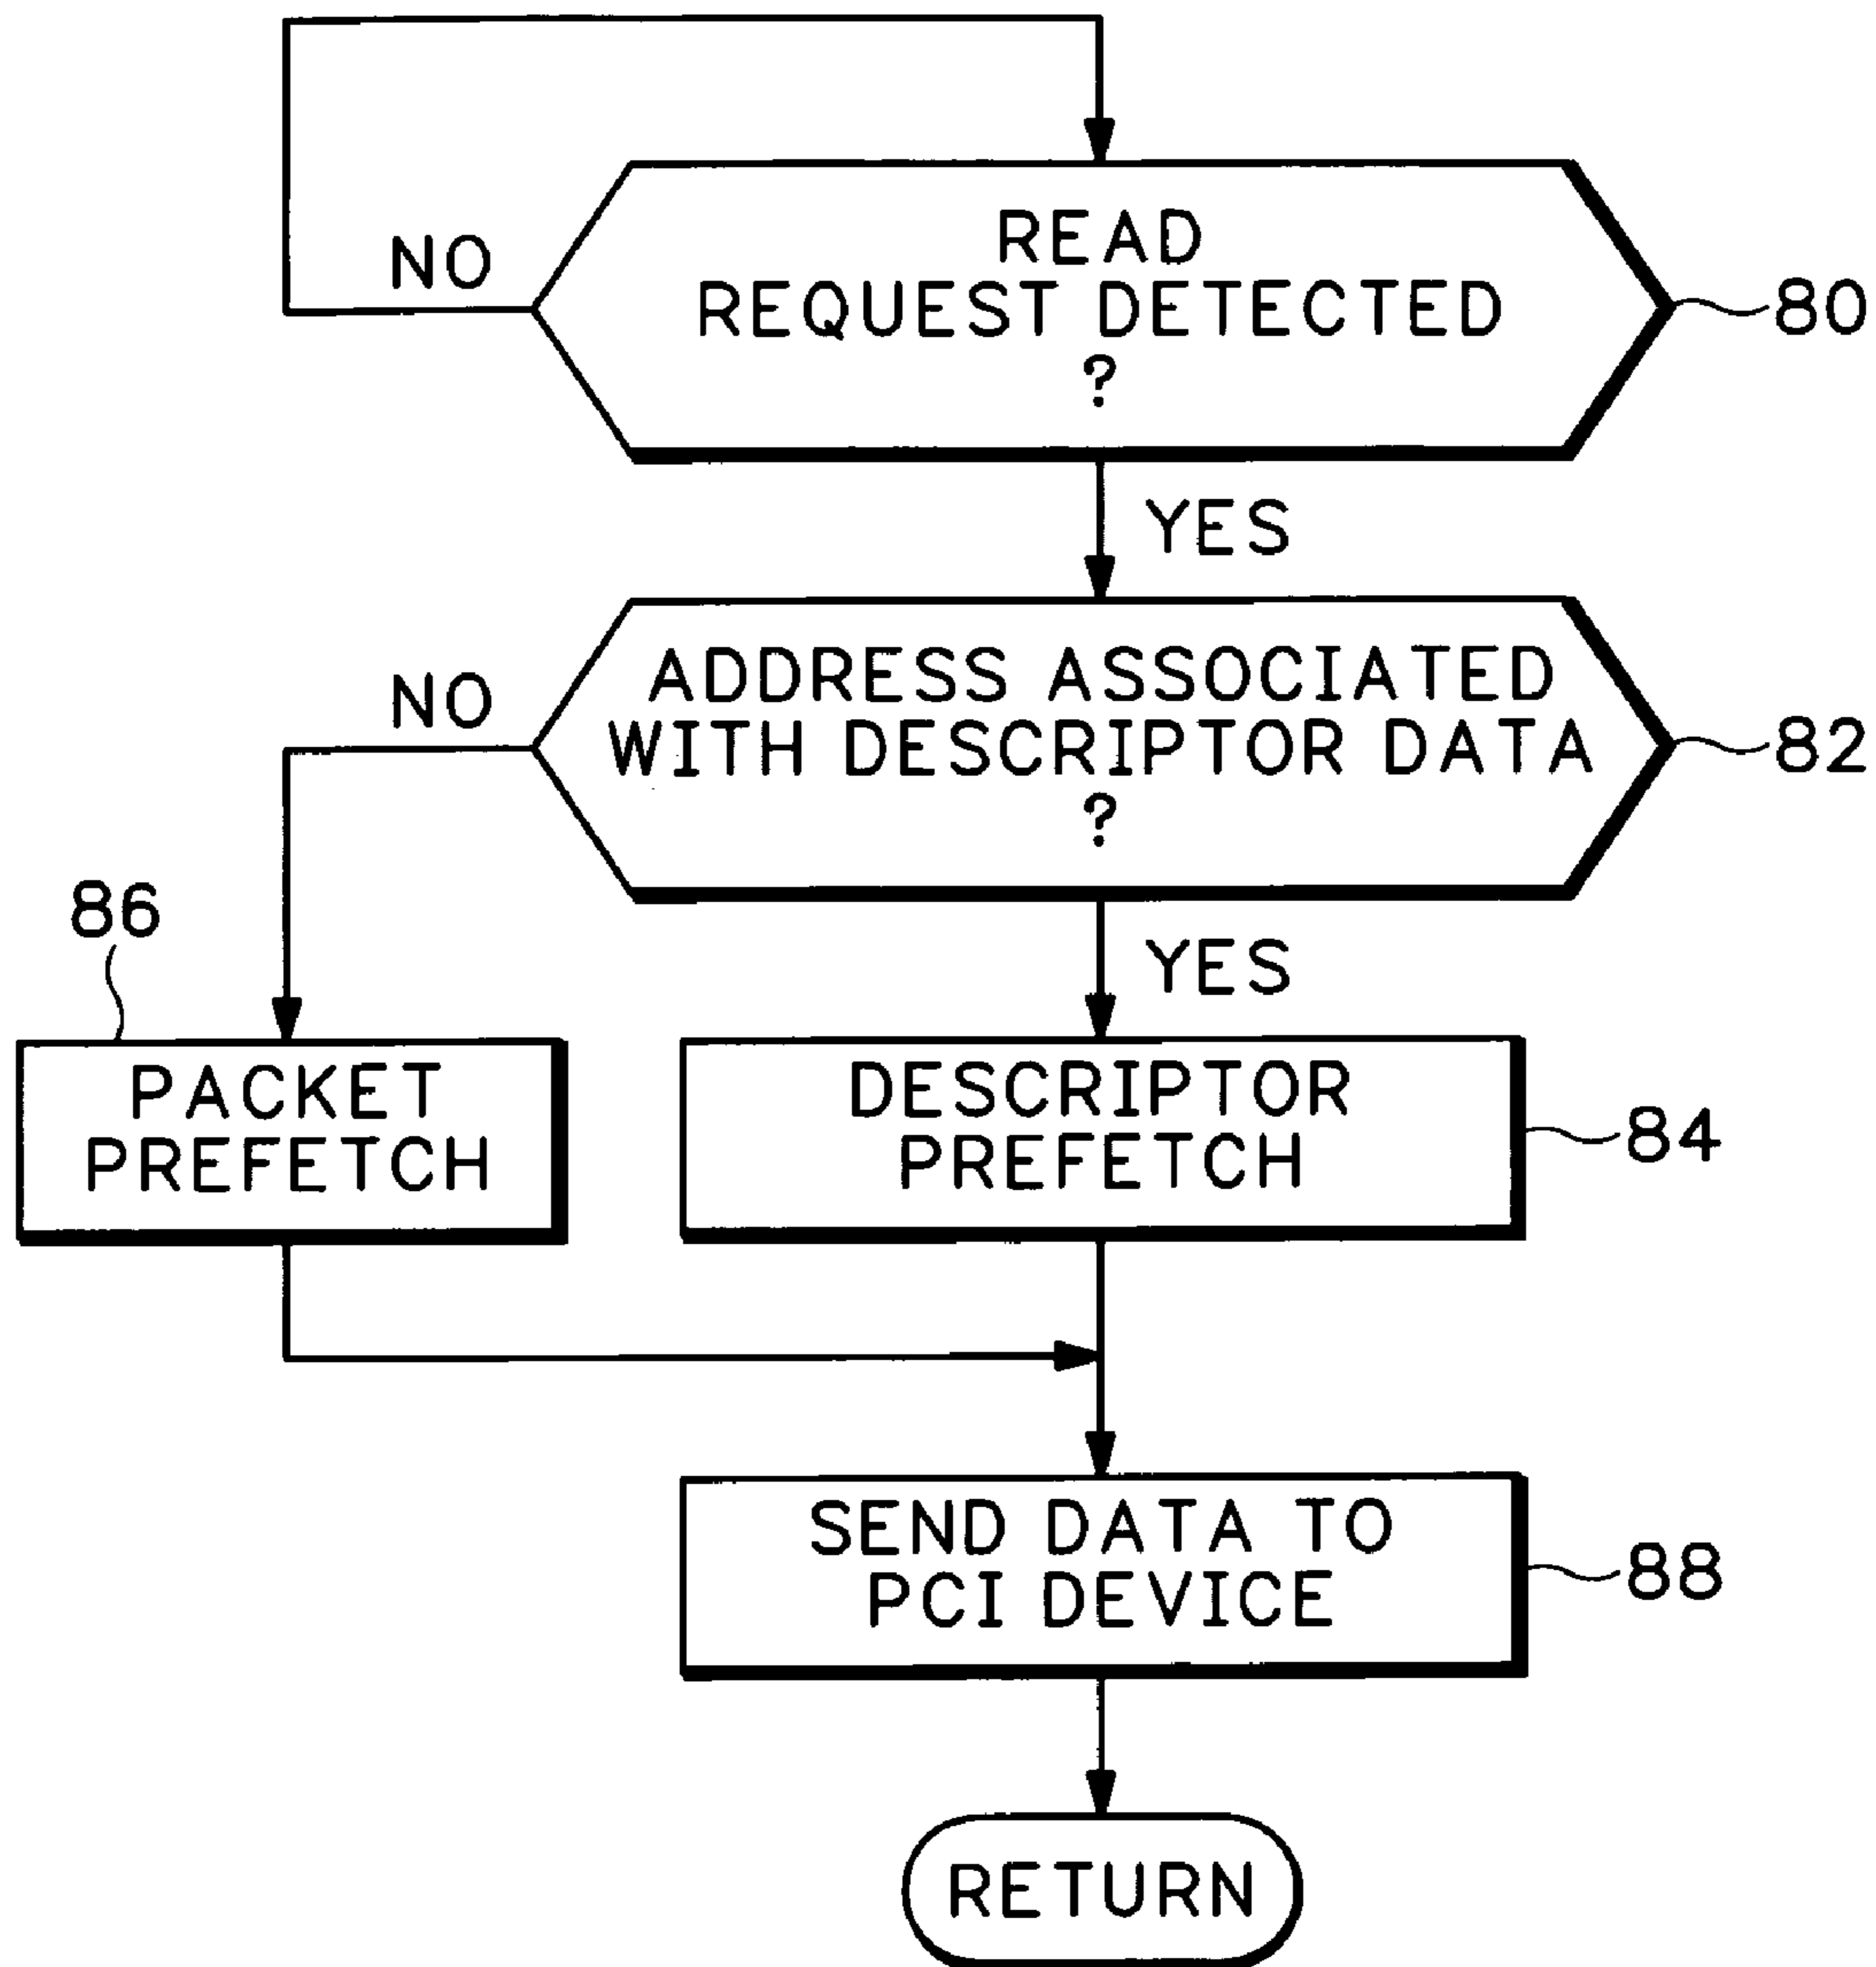 READ
REQUEST DETECTED
?
80
NO
YES
ADDRESS ASSOCIATED
WITH DESCRIPTOR DATA
?
82
NO
YES
86
PACKET
PREFETCH
DESCRIPTOR
PREFETCH
84
SEND DATA TO
PCI DEVICE
88
RETURN